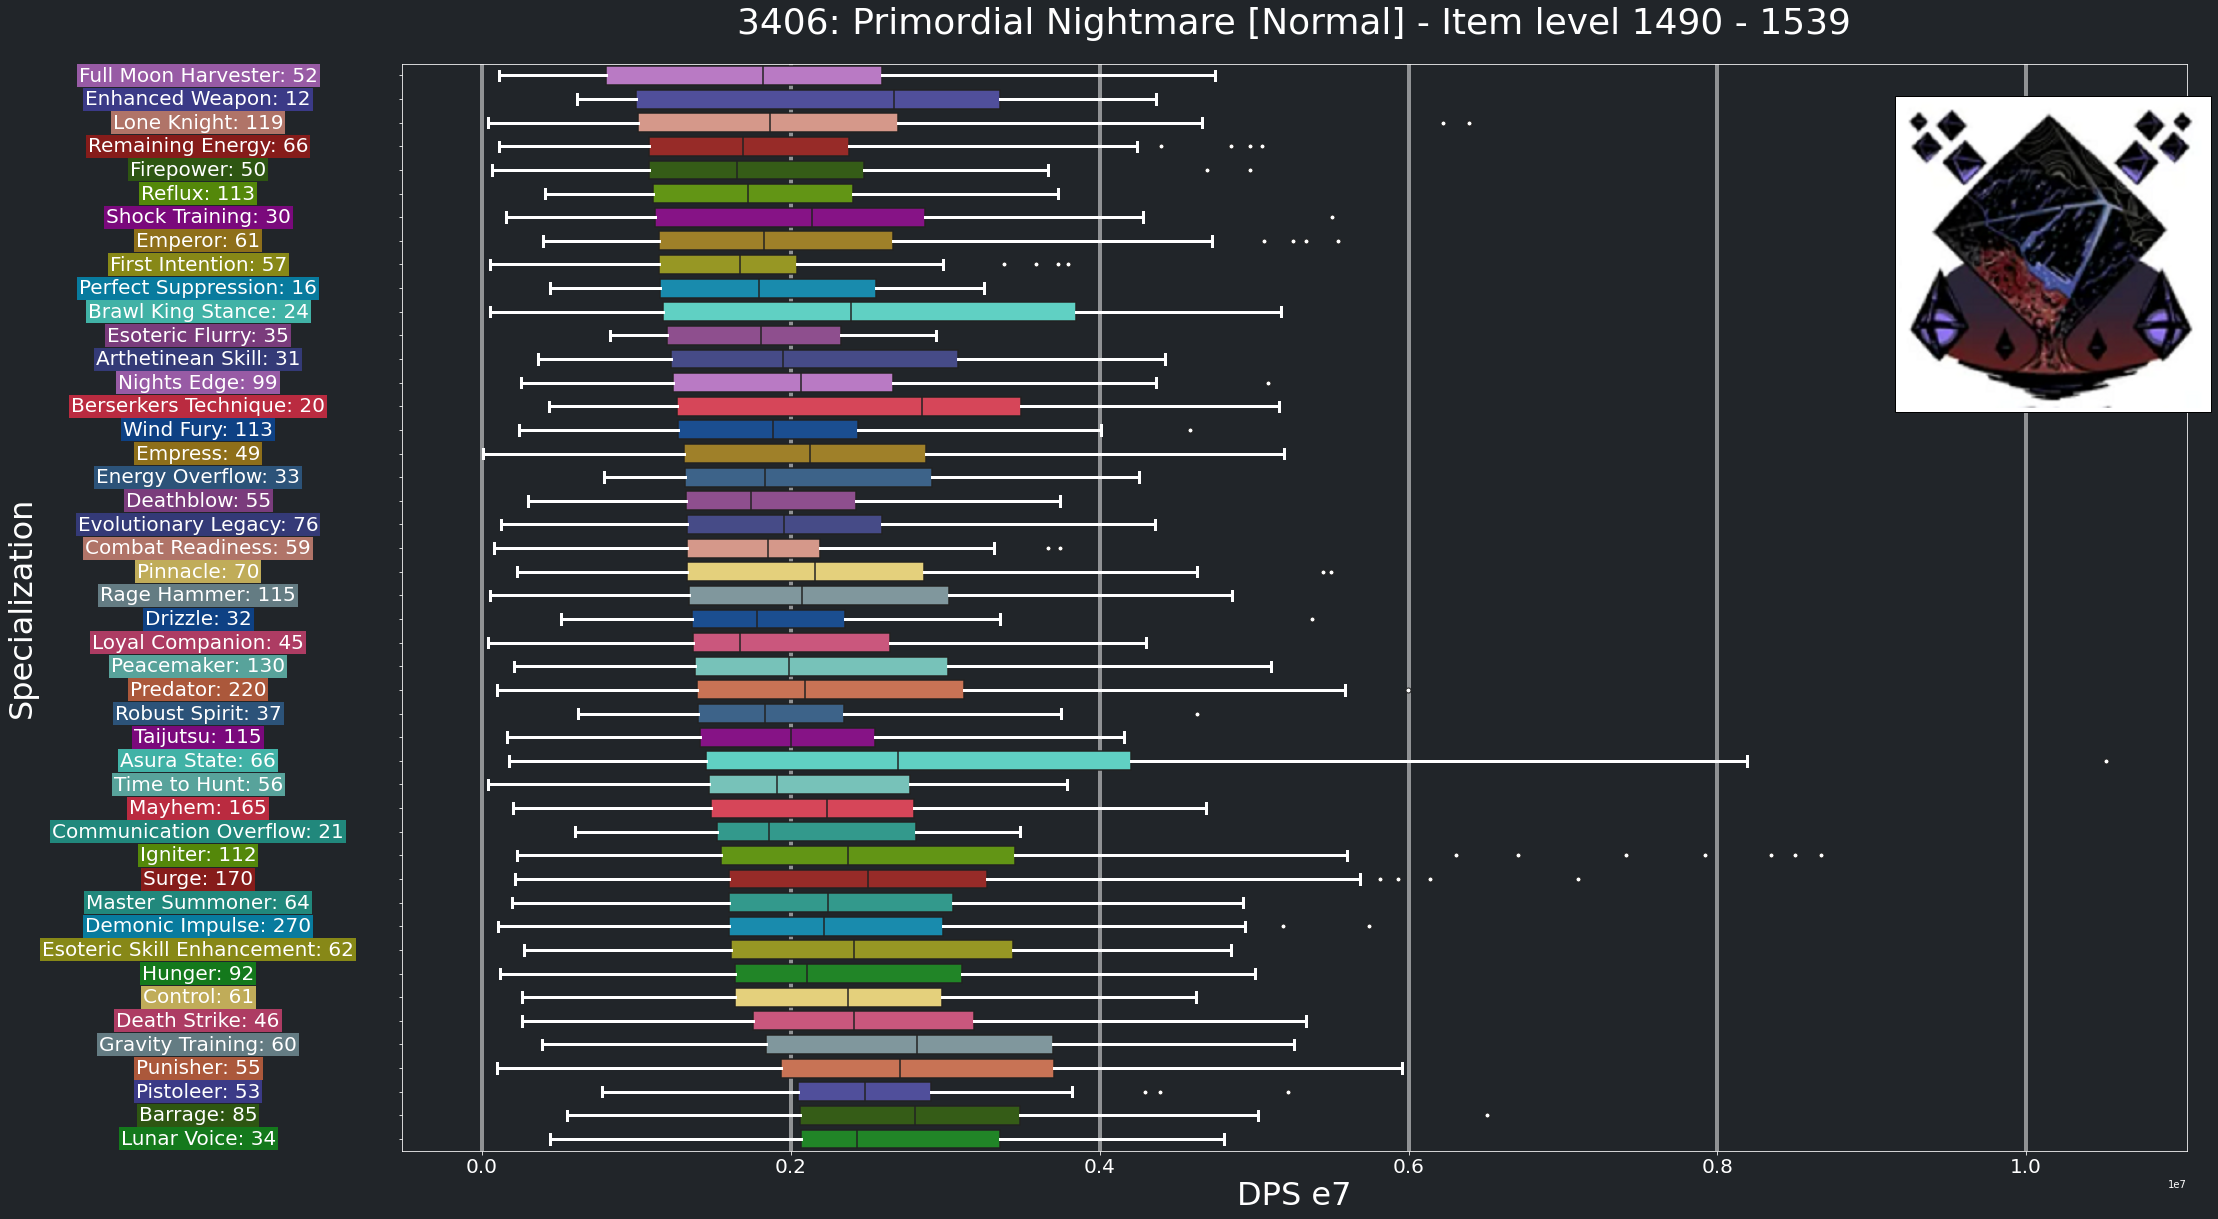 3406: Primordial Nightmare [Normal] - Item level 1490 - 1539
Full Moon Harvester: 52
Enhanced Weapon: 12
Lone Knight: 119
Remaining Energy: 66
Firepower: 50
Reflux: 113
Shock Training: 30
Emperor: 61
First Intention: 57
Perfect Suppression: 16
Brawl King Stance: 24
Esoteric Flurry: 35
Arthetinean Skill: 31
Nights Edge: 99
Berserkers Technique: 20
Wind Fury: 113
Empress: 49
Energy Overflow: 33
Deathblow: 55
Evolutionary Legacy: 76
Combat Readiness: 59
Pinnacle: 70
Rage Hammer: 115
Drizzle: 32
Loyal Companion: 45
Peacemaker: 130
Predator: 220
Robust Spirit: 37
Taijutsu: 115
Asura State: 66
Time to Hunt: 56
Mayhem: 165
Communication Overflow: 21
Igniter: 112
Surge: 170
Master Summoner: 64
Demonic Impulse: 270
Esoteric Skill Enhancement: 62
Hunger: 92
Control: 61
Death Strike: 46
Gravity Training: 60
Punisher: 55
Pistoleer: 53
Barrage: 85
Lunar Voice: 34
Specialization
0.0 0.2 0.4 0.6 0.8 1.0
DPS e7
1e7